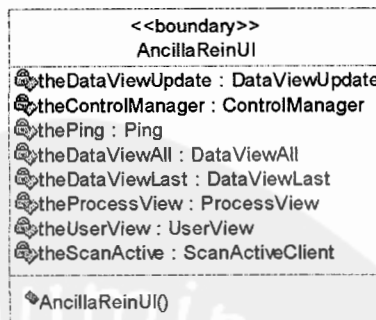 <<boundary>>
AncillaReinUI
theDataViewUpdate : DataViewUpdate
theControlManager : ControlManager
thePing : Ping
theDataViewAll : DataViewAll
theDataViewLast : DataViewLast
theProcessView : ProcessView
theUserView : UserView
theScanActive : ScanActiveClient
AncillaReinUI()